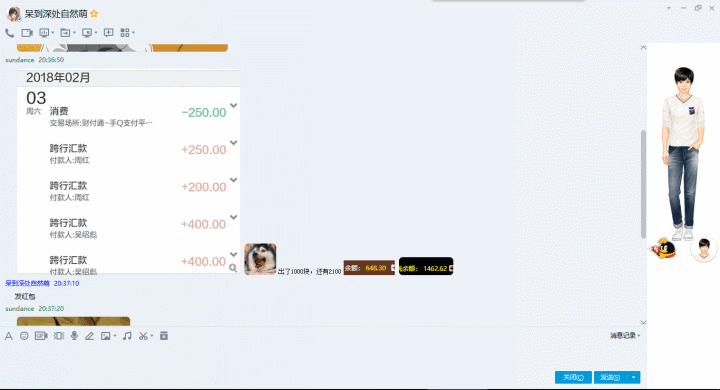 呆到深处自然萌
sundance 20:36:50
2018年02月
03
周六
消费
-250.00
交易场所:财付通-手Q支付平…
跨行汇款
+250.00
付款人:周红
跨行汇款
+200.00
付款人:周红
跨行汇款
+400.00
付款人:吴绍彪
跨行汇款
+400.00
付款人:吴绍彪
出了1000块，还有2100
余额： 648.30
余额： 1462.62
呆到深处自然萌 20:37:10
发红包
sundance 20:37:20
消息记录
关闭(C)
发送(S)